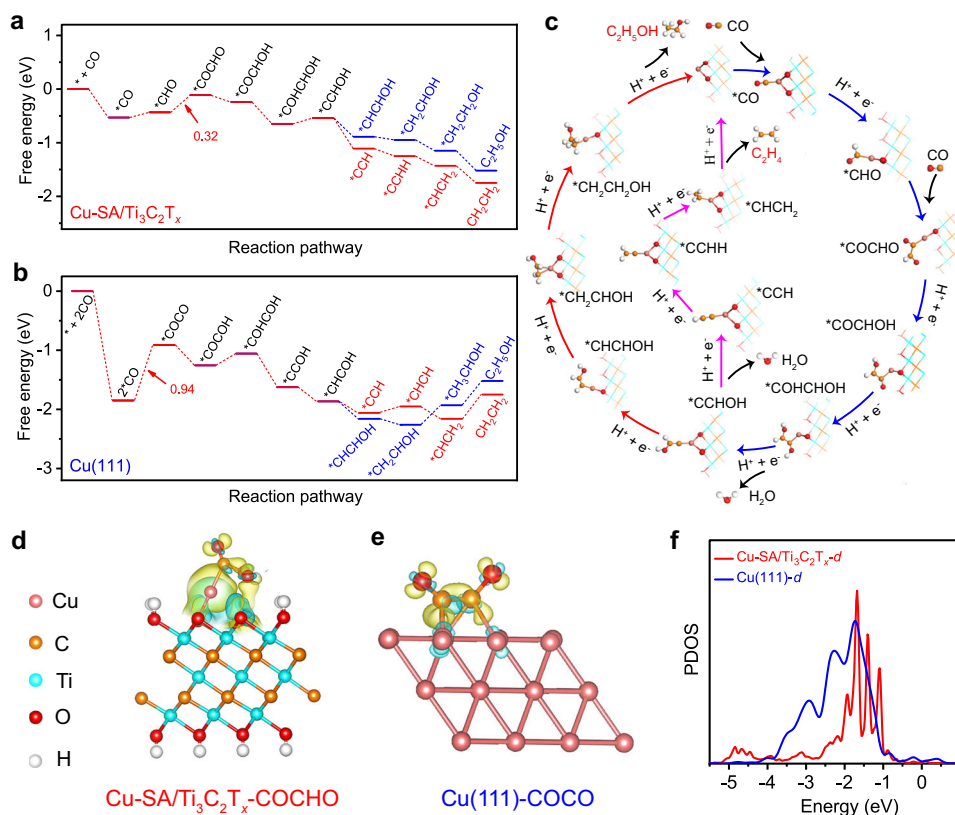 a
Free energy (eV)
1
0
-1
-2
* + CO
*CO
*CHO
*COCHO
*COCHOH
*COHCHOH
*CCHOH
*CHCHOH
*CH₂CHOH
*CH₂CH₂OH
C₂H₅OH
0.32
*CCH
*CCHH
*CHCH₂
CH₂CH₂
Cu-SA/Ti₃C₂Tₓ
Reaction pathway
b
Free energy (eV)
0
-1
-2
-3
* + 2CO
2*CO
*COCO
*COCOH
*COHCOH
*CCOH
*CHCOH
*CCH
*CHCH
*CH₃CHOH
C₂H₅OH
0.94
*CHCHOH
*CH₂CHOH
*CHCH₂
CH₂CH₂
Cu(111)
Reaction pathway
c
C₂H₅OH
CO
H⁺ + e⁻
*CO
H⁺ + e⁻
*CHO
CO
*COCHO
H⁺ + e⁻
*COCHOH
H⁺ + e⁻
*COHCHOH
H⁺ + e⁻
H₂O
*CCHOH
H⁺ + e⁻
*CHCHOH
H⁺ + e⁻
*CH₂CHOH
H⁺ + e⁻
*CH₂CH₂OH
H⁺ + e⁻
H₂O
*CCH
H⁺ + e⁻
*CCHH
H⁺ + e⁻
*CHCH₂
C₂H₄
H⁺ + e⁻
d
Cu
C
Ti
O
H
Cu-SA/Ti₃C₂Tₓ-COCHO
e
Cu(111)-COCO
f
Cu-SA/Ti₃C₂Tₓ-d
Cu(111)-d
PDOS
-5
-4
-3
-2
-1
0
Energy (eV)